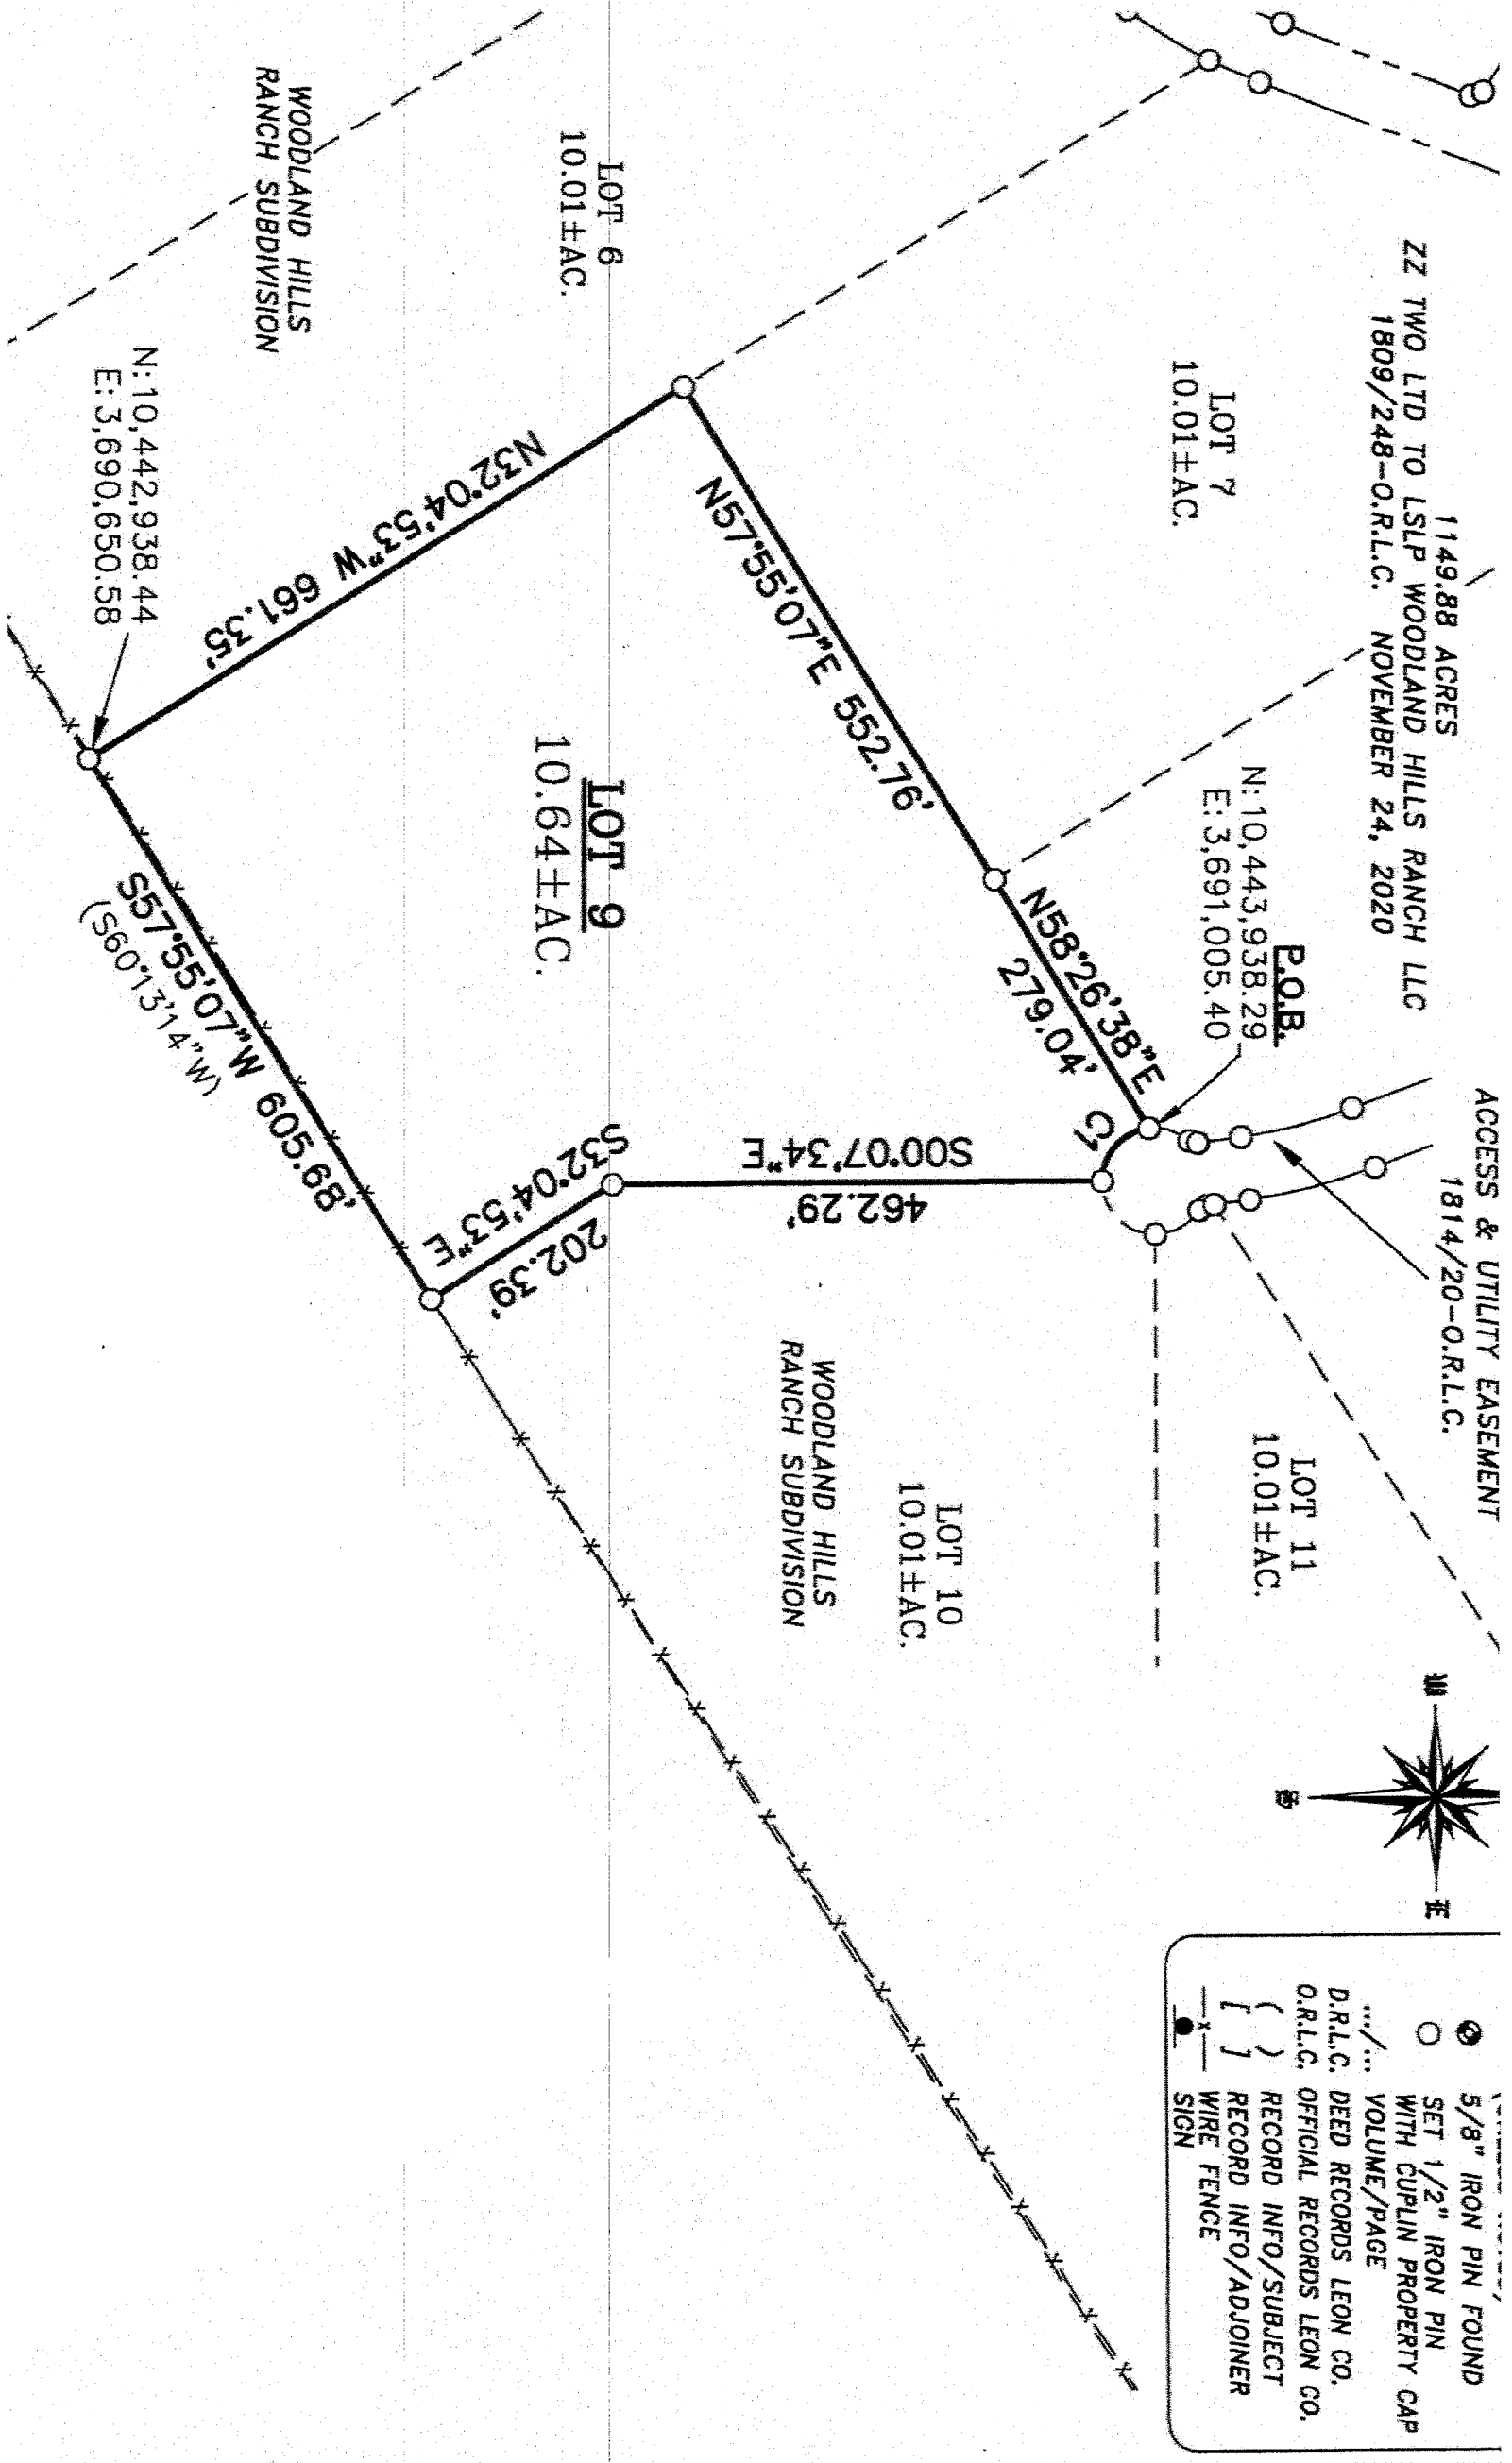 1149.88 ACRES
ZZ TWO LTD TO LSLP WOODLAND HILLS RANCH LLC
1809/248-O.R.L.C. NOVEMBER 24, 2020
ACCESS & UTILITY EASEMENT
1814/20-O.R.L.C.
LOT 7
10.01±AC.
P.O.B.
N: 10,443,938.29
E: 3,691,005.40
LOT 11
10.01±AC.
N58°26'38"E
279.04'
C1
N57°55'07"E 552.76'
S00°07'34"E
462.29'
LOT 10
10.01±AC.
WOODLAND HILLS
RANCH SUBDIVISION
LOT 6
10.01±AC.
LOT 9
10.64±AC.
N32°04'53"W 661.35'
S32°04'53"E
202.39'
WOODLAND HILLS
RANCH SUBDIVISION
N: 10,442,938.44
E: 3,690,650.58
S57°55'07"W 605.68'
(S60°13'14"W)
W
E
S
5/8" IRON PIN FOUND
SET 1/2" IRON PIN
WITH CUPLIN PROPERTY CAP
.../... VOLUME/PAGE
D.R.L.C. DEED RECORDS LEON CO.
O.R.L.C. OFFICIAL RECORDS LEON CO.
( ) RECORD INFO/SUBJECT
[ ] RECORD INFO/ADJOINER
—x— WIRE FENCE
SIGN